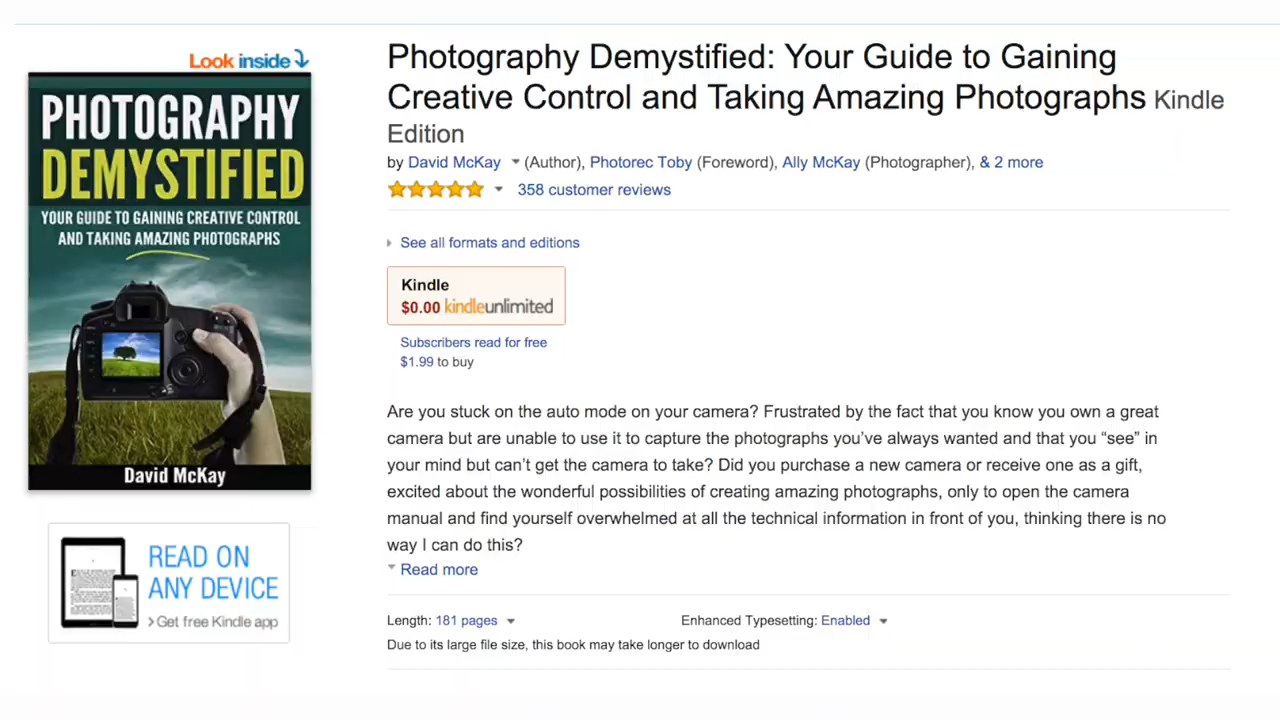 Look inside
PHOTOGRAPHY
DEMYSTIFIED
YOUR GUIDE TO GAINING CREATIVE CONTROL
AND TAKING AMAZING PHOTOGRAPHS
David McKay
READ ON
ANY DEVICE
›Get free Kindle app
Photography Demystified: Your Guide to Gaining
Creative Control and Taking Amazing Photographs Kindle
Edition
by David McKay (Author), Photorec Toby (Foreword), Ally McKay (Photographer), & 2 more
358 customer reviews
See all formats and editions
Kindle
$0.00 kindleunlimited
Subscribers read for free
$1.99 to buy
Are you stuck on the auto mode on your camera? Frustrated by the fact that you know you own a great
camera but are unable to use it to capture the photographs you’ve always wanted and that you “see” in
your mind but can’t get the camera to take? Did you purchase a new camera or receive one as a gift,
excited about the wonderful possibilities of creating amazing photographs, only to open the camera
manual and find yourself overwhelmed at all the technical information in front of you, thinking there is no
way I can do this?
Read more
Length: 181 pages Enhanced Typesetting: Enabled
Due to its large file size, this book may take longer to download